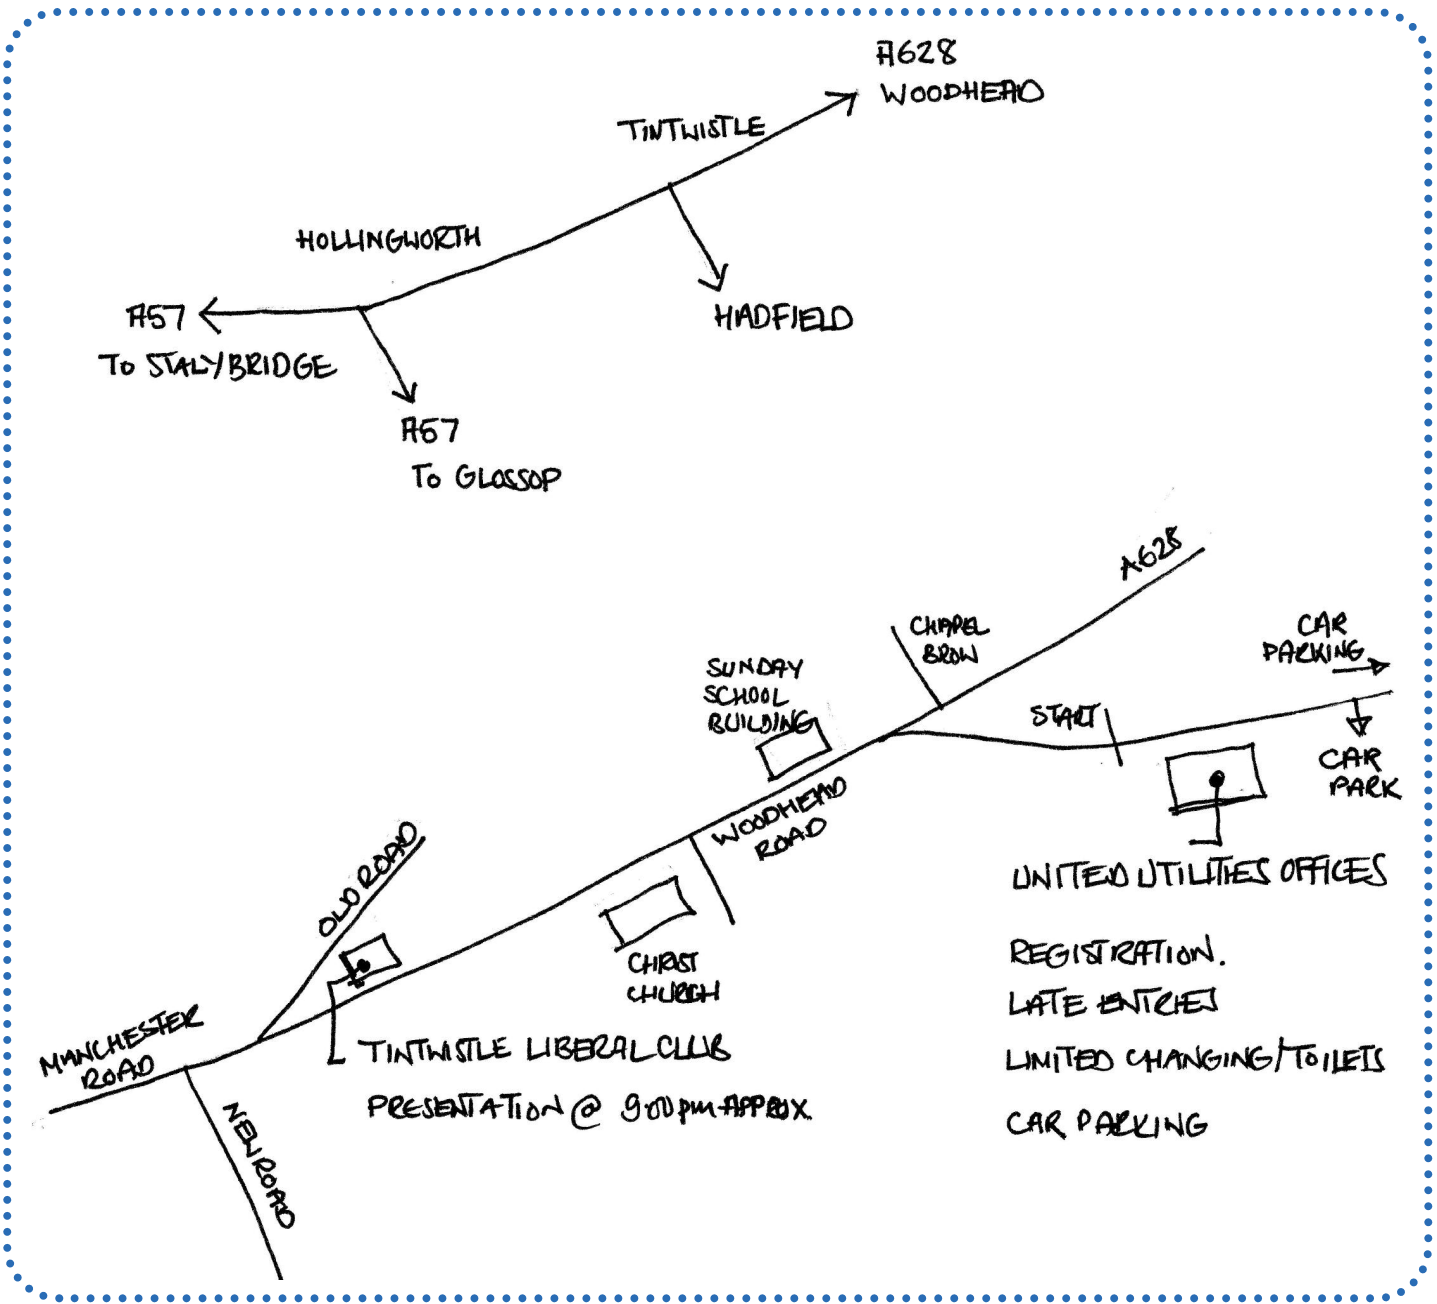 A628
WOODHEAD
TINTWISTLE
HOLLINGWORTH
A57
TO STALYBRIDGE
HADFIELD
A57
TO GLOSSOP
A628
CHAPEL
BROW
CAR
PARKING
SUNDAY
SCHOOL
BUILDING
START
CAR
PARK
WOODHEAD
ROAD
OLD ROAD
UNITED UTILITIES OFFICES
CHRIST
CHURCH
REGISTRATION.
LATE ENTRIES
LIMITED CHANGING/TOILETS
CAR PARKING
MANCHESTER
ROAD
TINTWISTLE LIBERAL CLUB
PRESENTATION @ 9:00pm APPROX.
NEW ROAD